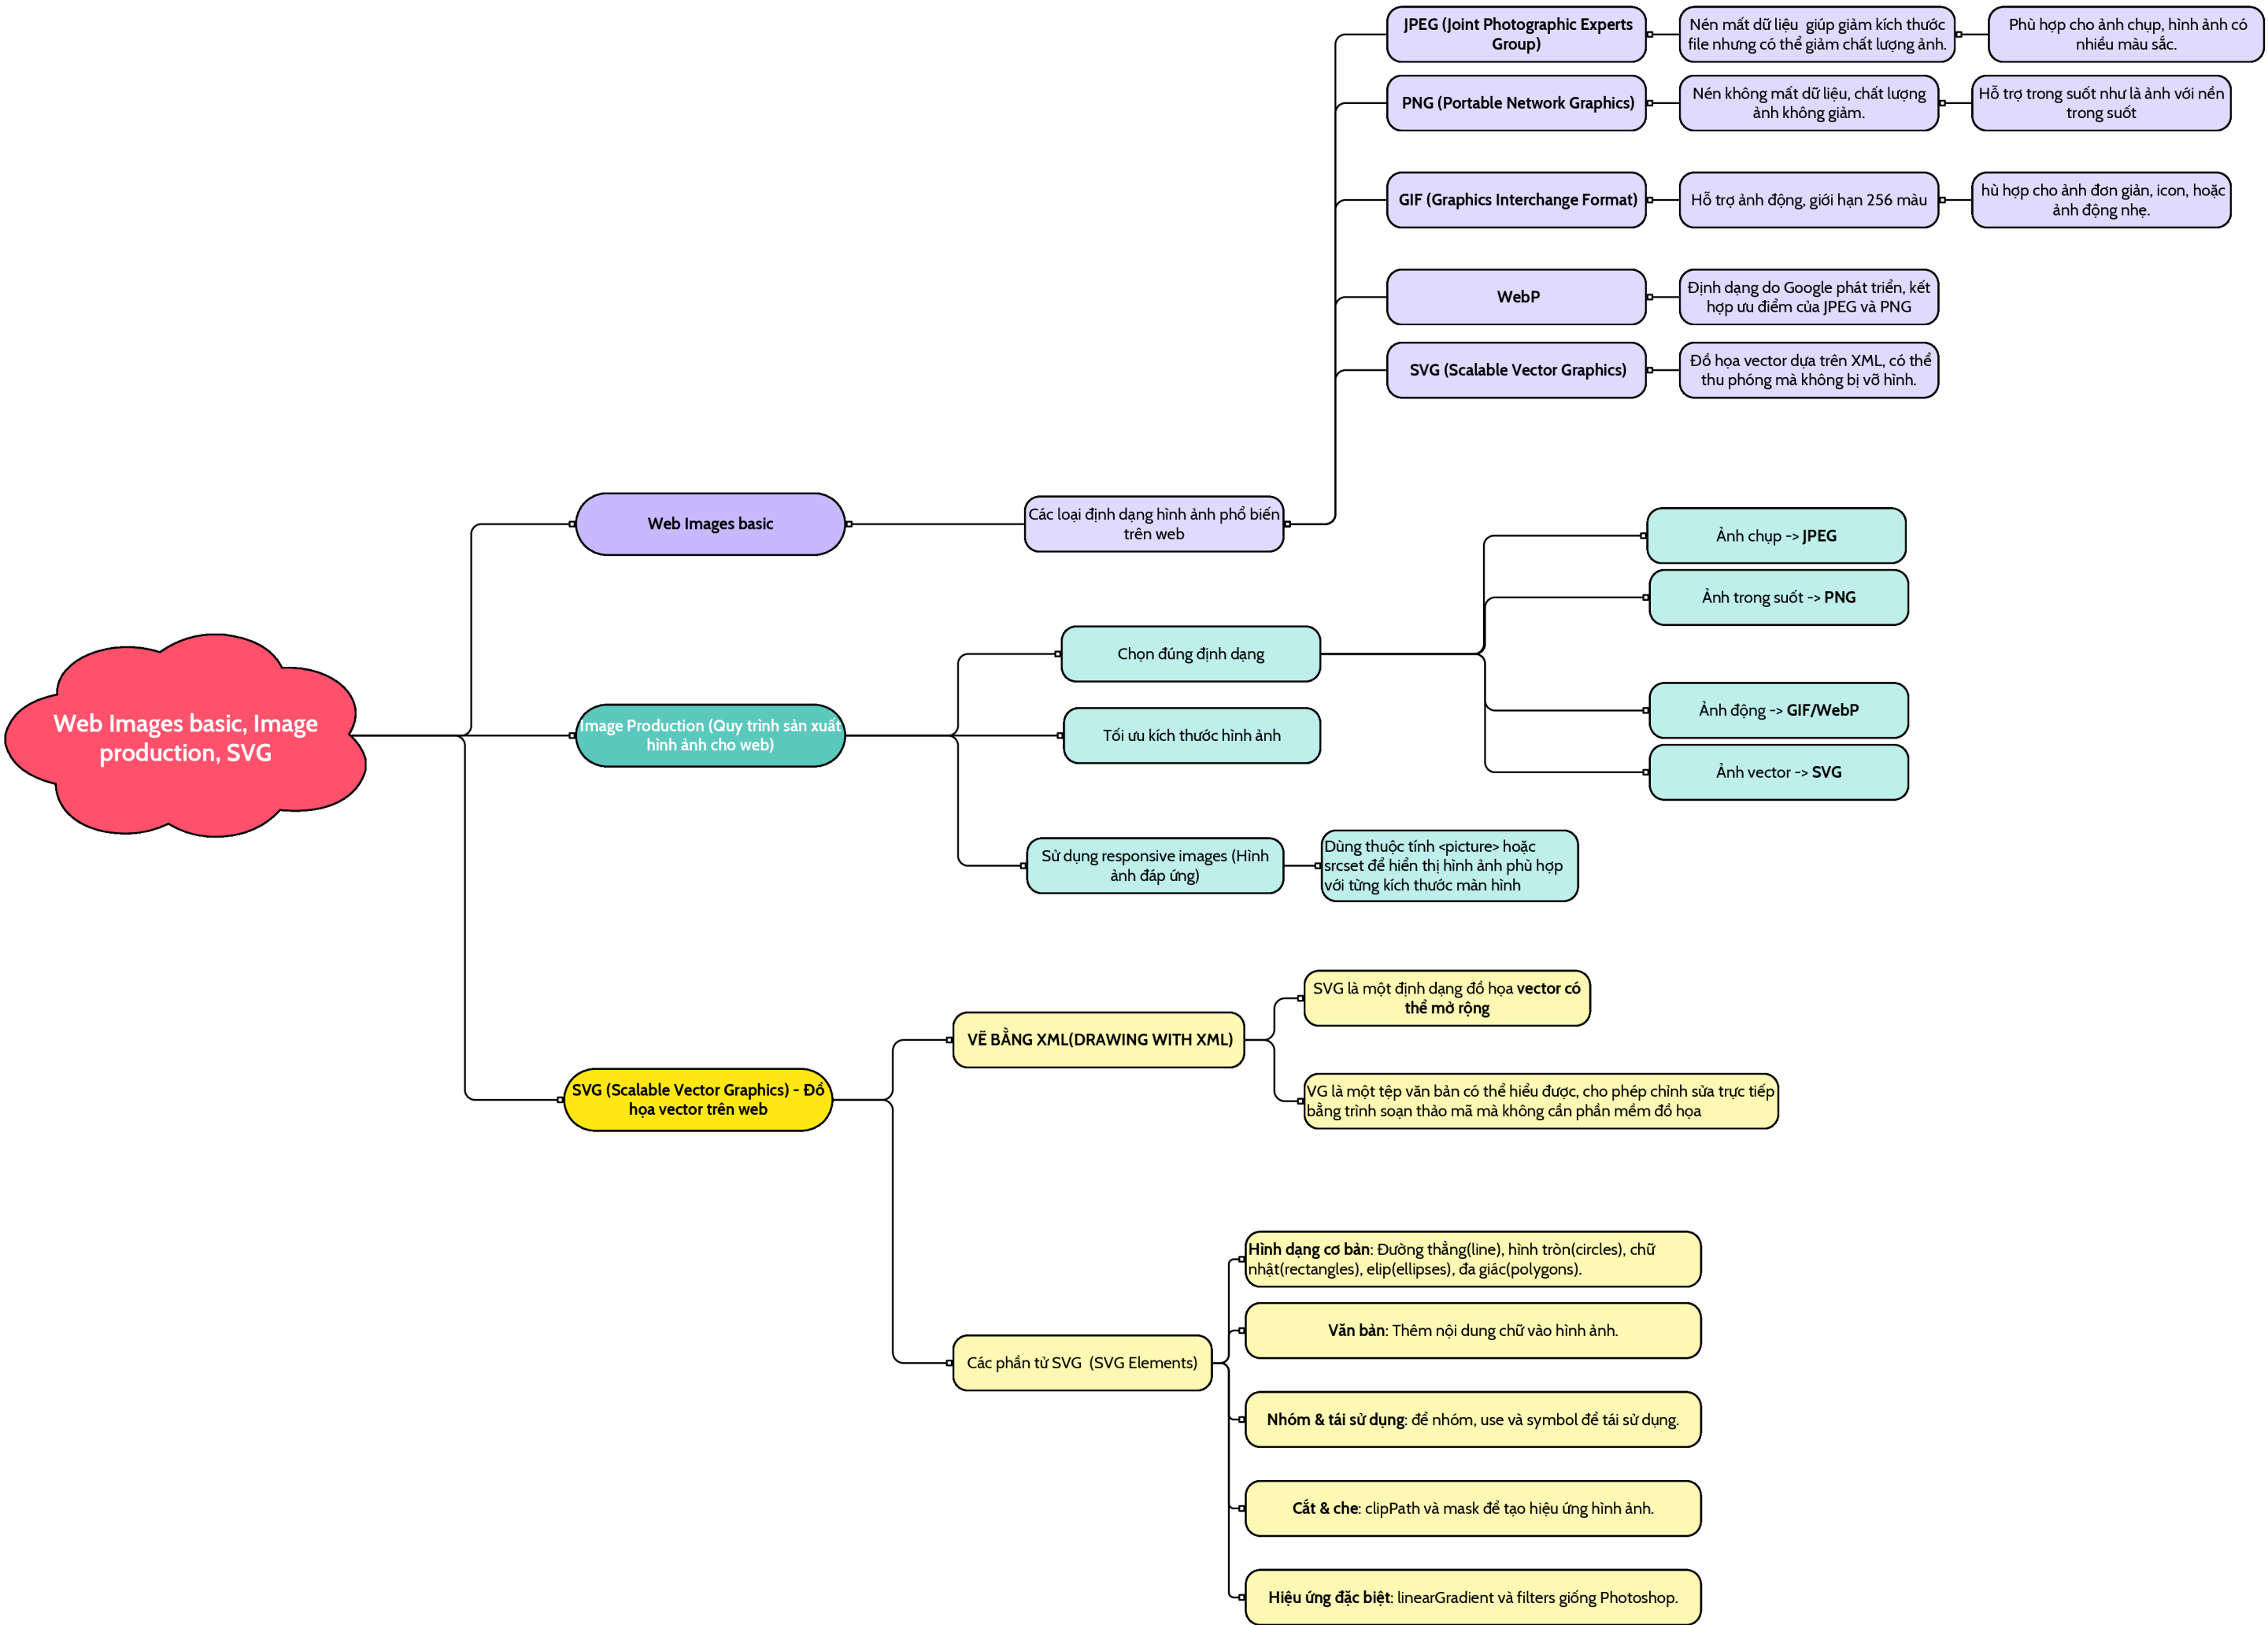 Web Images basic, Image
production, SVG
Web Images basic
Các loại định dạng hình ảnh phổ biến
trên web
JPEG (Joint Photographic Experts
Group)
Nén mất dữ liệu  giúp giảm kích thước
file nhưng có thể giảm chất lượng ảnh.
Phù hợp cho ảnh chụp, hình ảnh có
nhiều màu sắc.
PNG (Portable Network Graphics)
Nén không mất dữ liệu, chất lượng
ảnh không giảm.
Hỗ trợ trong suốt như là ảnh với nền
trong suốt
GIF (Graphics Interchange Format)
Hỗ trợ ảnh động, giới hạn 256 màu
hù hợp cho ảnh đơn giản, icon, hoặc
ảnh động nhẹ.
WebP
Định dạng do Google phát triển, kết
hợp ưu điểm của JPEG và PNG
SVG (Scalable Vector Graphics)
Đồ họa vector dựa trên XML, có thể
thu phóng mà không bị vỡ hình.
Image Production (Quy trình sản xuất
hình ảnh cho web)
Chọn đúng định dạng
Ảnh chụp -> JPEG
Ảnh trong suốt -> PNG
Ảnh động -> GIF/WebP
Ảnh vector -> SVG
Tối ưu kích thước hình ảnh
Sử dụng responsive images (Hình
ảnh đáp ứng)
Dùng thuộc tính <picture> hoặc
srcset để hiển thị hình ảnh phù hợp
với từng kích thước màn hình
SVG (Scalable Vector Graphics) - Đồ
họa vector trên web
VẼ BẰNG XML(DRAWING WITH XML)
SVG là một định dạng đồ họa vector có
thể mở rộng
VG là một tệp văn bản có thể hiểu được, cho phép chỉnh sửa trực tiếp
bằng trình soạn thảo mã mà không cần phần mềm đồ họa
Các phần tử SVG  (SVG Elements)
Hình dạng cơ bản: Đường thẳng(line), hình tròn(circles), chữ
nhật(rectangles), elip(ellipses), đa giác(polygons).
Văn bản: Thêm nội dung chữ vào hình ảnh.
Nhóm & tái sử dụng: để nhóm, use và symbol để tái sử dụng.
Cắt & che: clipPath và mask để tạo hiệu ứng hình ảnh.
Hiệu ứng đặc biệt: linearGradient và filters giống Photoshop.